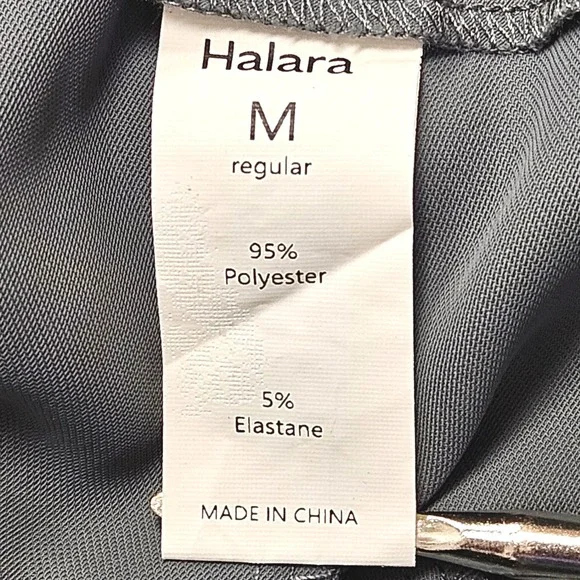 Halara
M
regular
95%
Polyester
5%
Elastane
MADE IN CHINA